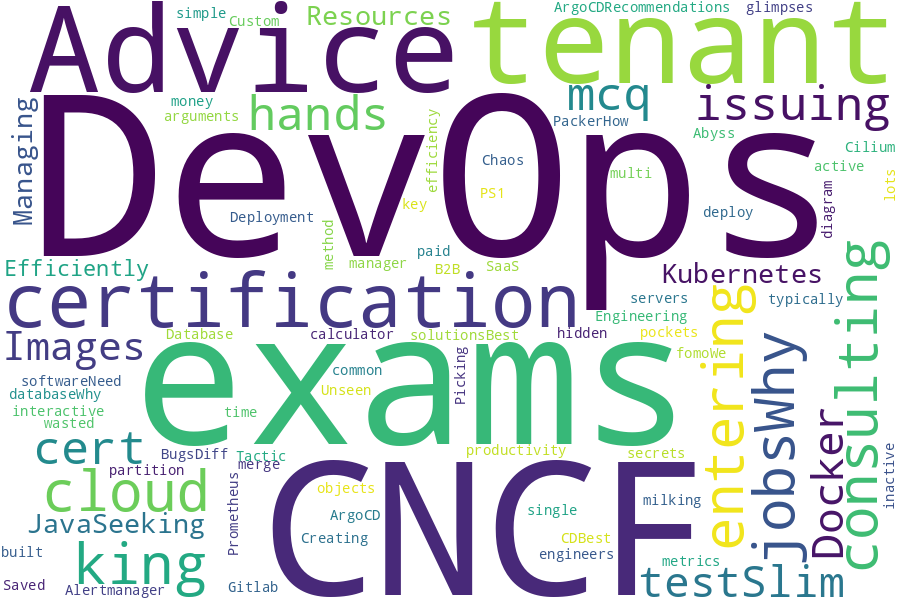 simple
Custom
Resources
ArgoCDRecommendations
glimpses
Advice
tenant
money
arguments
hands
mcq
issuing
PackerHow
Managing
efficiency
DevOps
Chaos
Abyss
Cilium
multi
active
PS1
key
lots
Deployment
deploy
diagram
method
paid
manager
B2B
SaaS
Efficiently
Kubernetes
certification
servers
typically
Engineering
entering
consulting
Images
Database
calculator
solutionsBest
hidden
pockets
fomoWe
jobsWhy
exams
Picking
common
Unseen
softwareNeed
databaseWhy
interactive
wasted
time
cert
BugsDiff
Tactic
merge
productivity
secrets
Docker
inactive
partition
cloud
CNCF
objects
Prometheus
ArgoCD
single
milking
JavaSeeking
Creating
CDBest
engineers
built
king
metrics
Saved
Alertmanager
Gitlab
testSlim